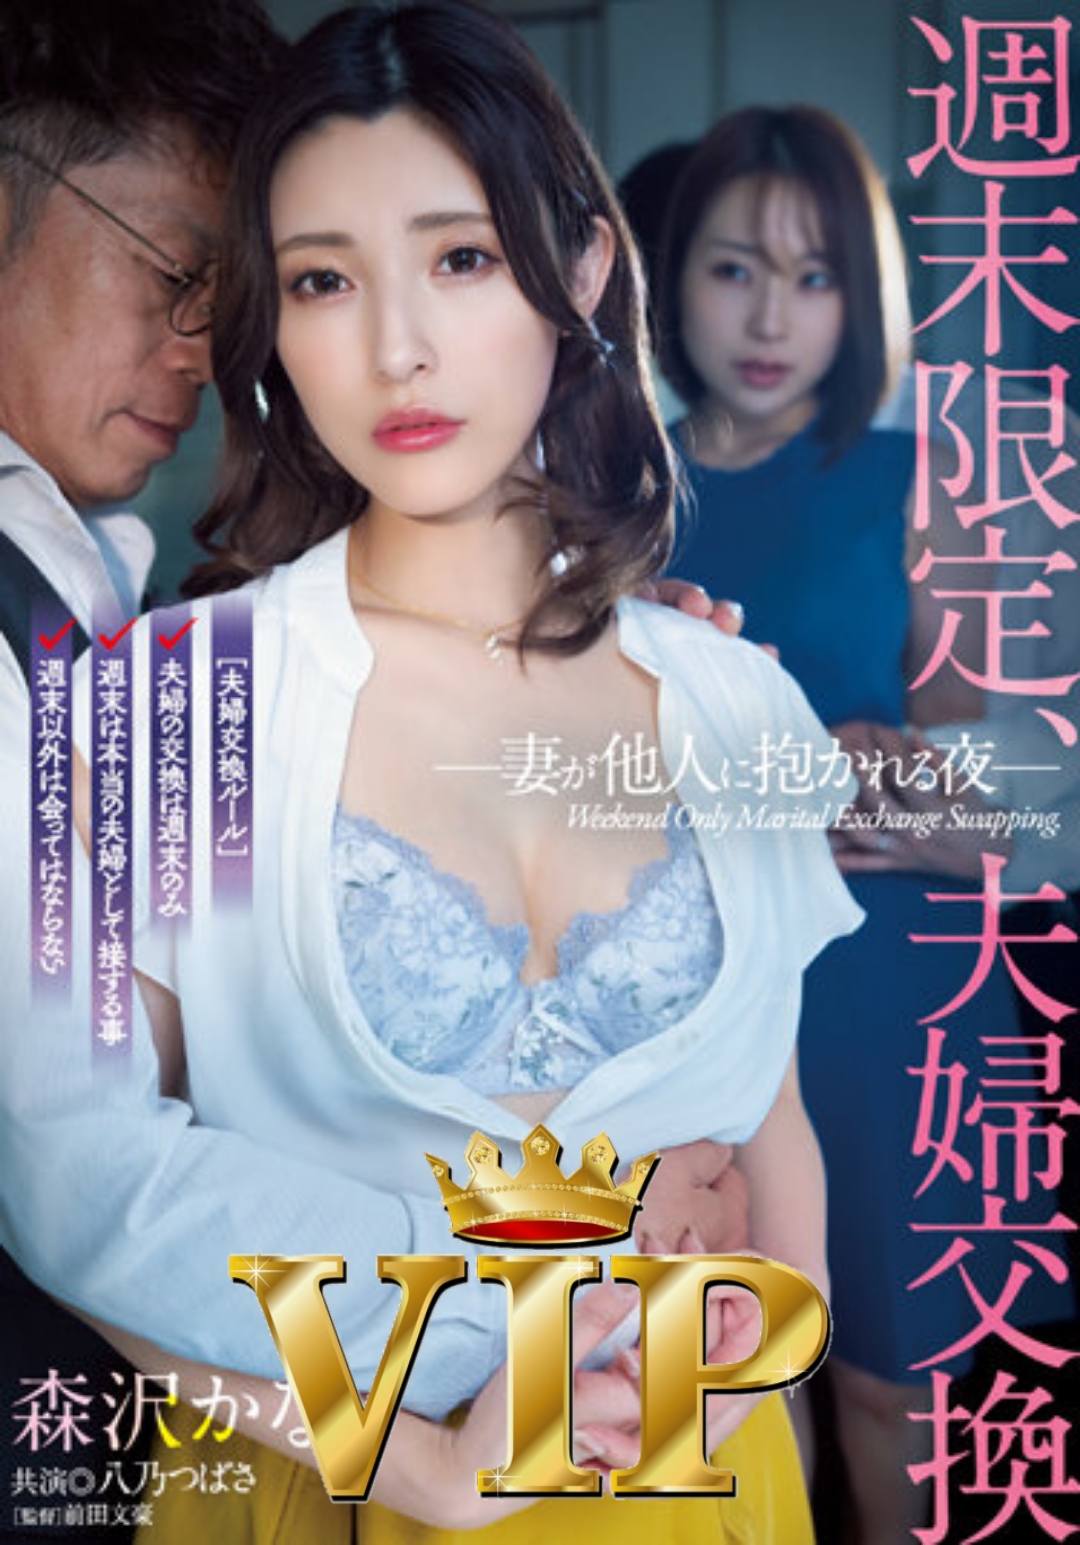 週末限定、夫婦交換
―妻が他人に抱かれる夜―
Weekend Only Marital Exchange Swapping.
[夫婦交換ルール]
✓夫婦の交換は週末のみ
✓週末は本当の夫婦として接する事
✓週末以外は会ってはならない
VIP
森沢かな
共演◎八乃つばさ
[監督]前田文豪